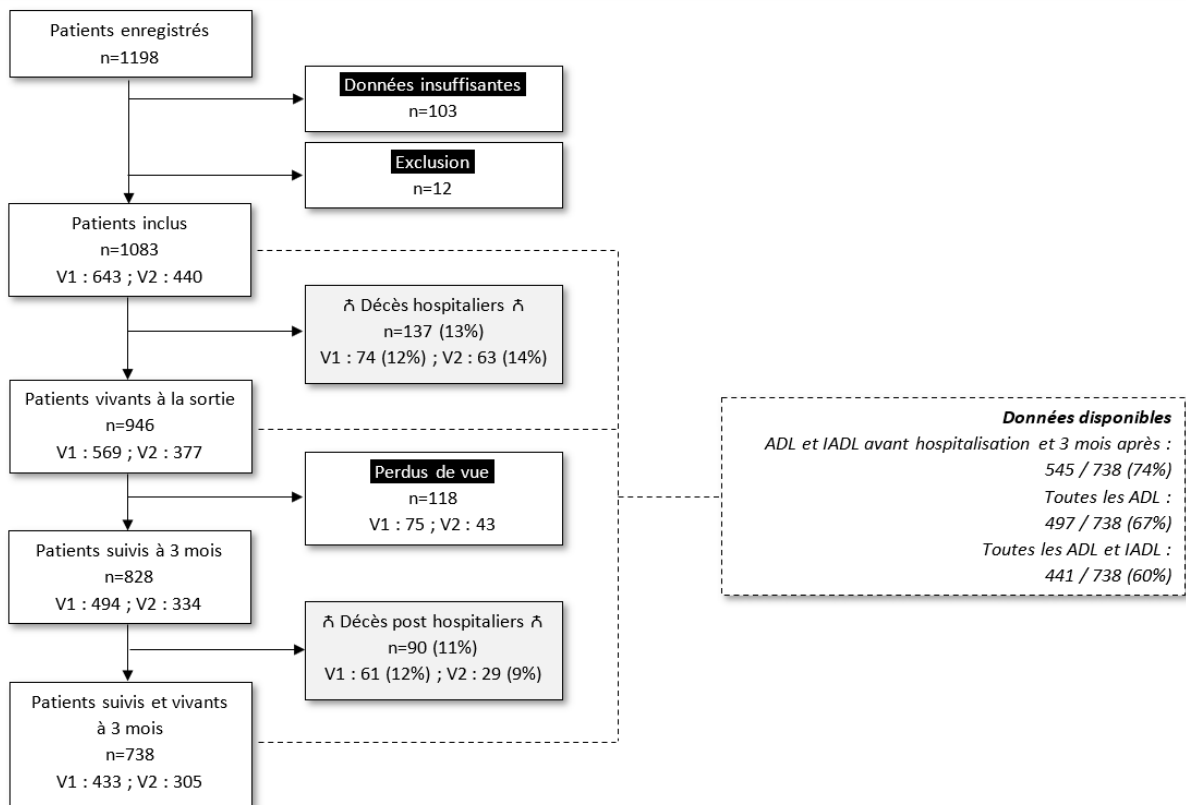 Patients enregistrés
n=1198
Données insuffisantes
n=103
Exclusion
n=12
Patients inclus
n=1083
V1 : 643 ; V2 : 440
⚰ Décès hospitaliers ⚰
n=137 (13%)
V1 : 74 (12%) ; V2 : 63 (14%)
Patients vivants à la sortie
n=946
V1 : 569 ; V2 : 377
Perdus de vue
n=118
V1 : 75 ; V2 : 43
Patients suivis à 3 mois
n=828
V1 : 494 ; V2 : 334
⚰ Décès post hospitaliers ⚰
n=90 (11%)
V1 : 61 (12%) ; V2 : 29 (9%)
Patients suivis et vivants
à 3 mois
n=738
V1 : 433 ; V2 : 305
Données disponibles
ADL et IADL avant hospitalisation et 3 mois après :
545 / 738 (74%)
Toutes les ADL :
497 / 738 (67%)
Toutes les ADL et IADL :
441 / 738 (60%)